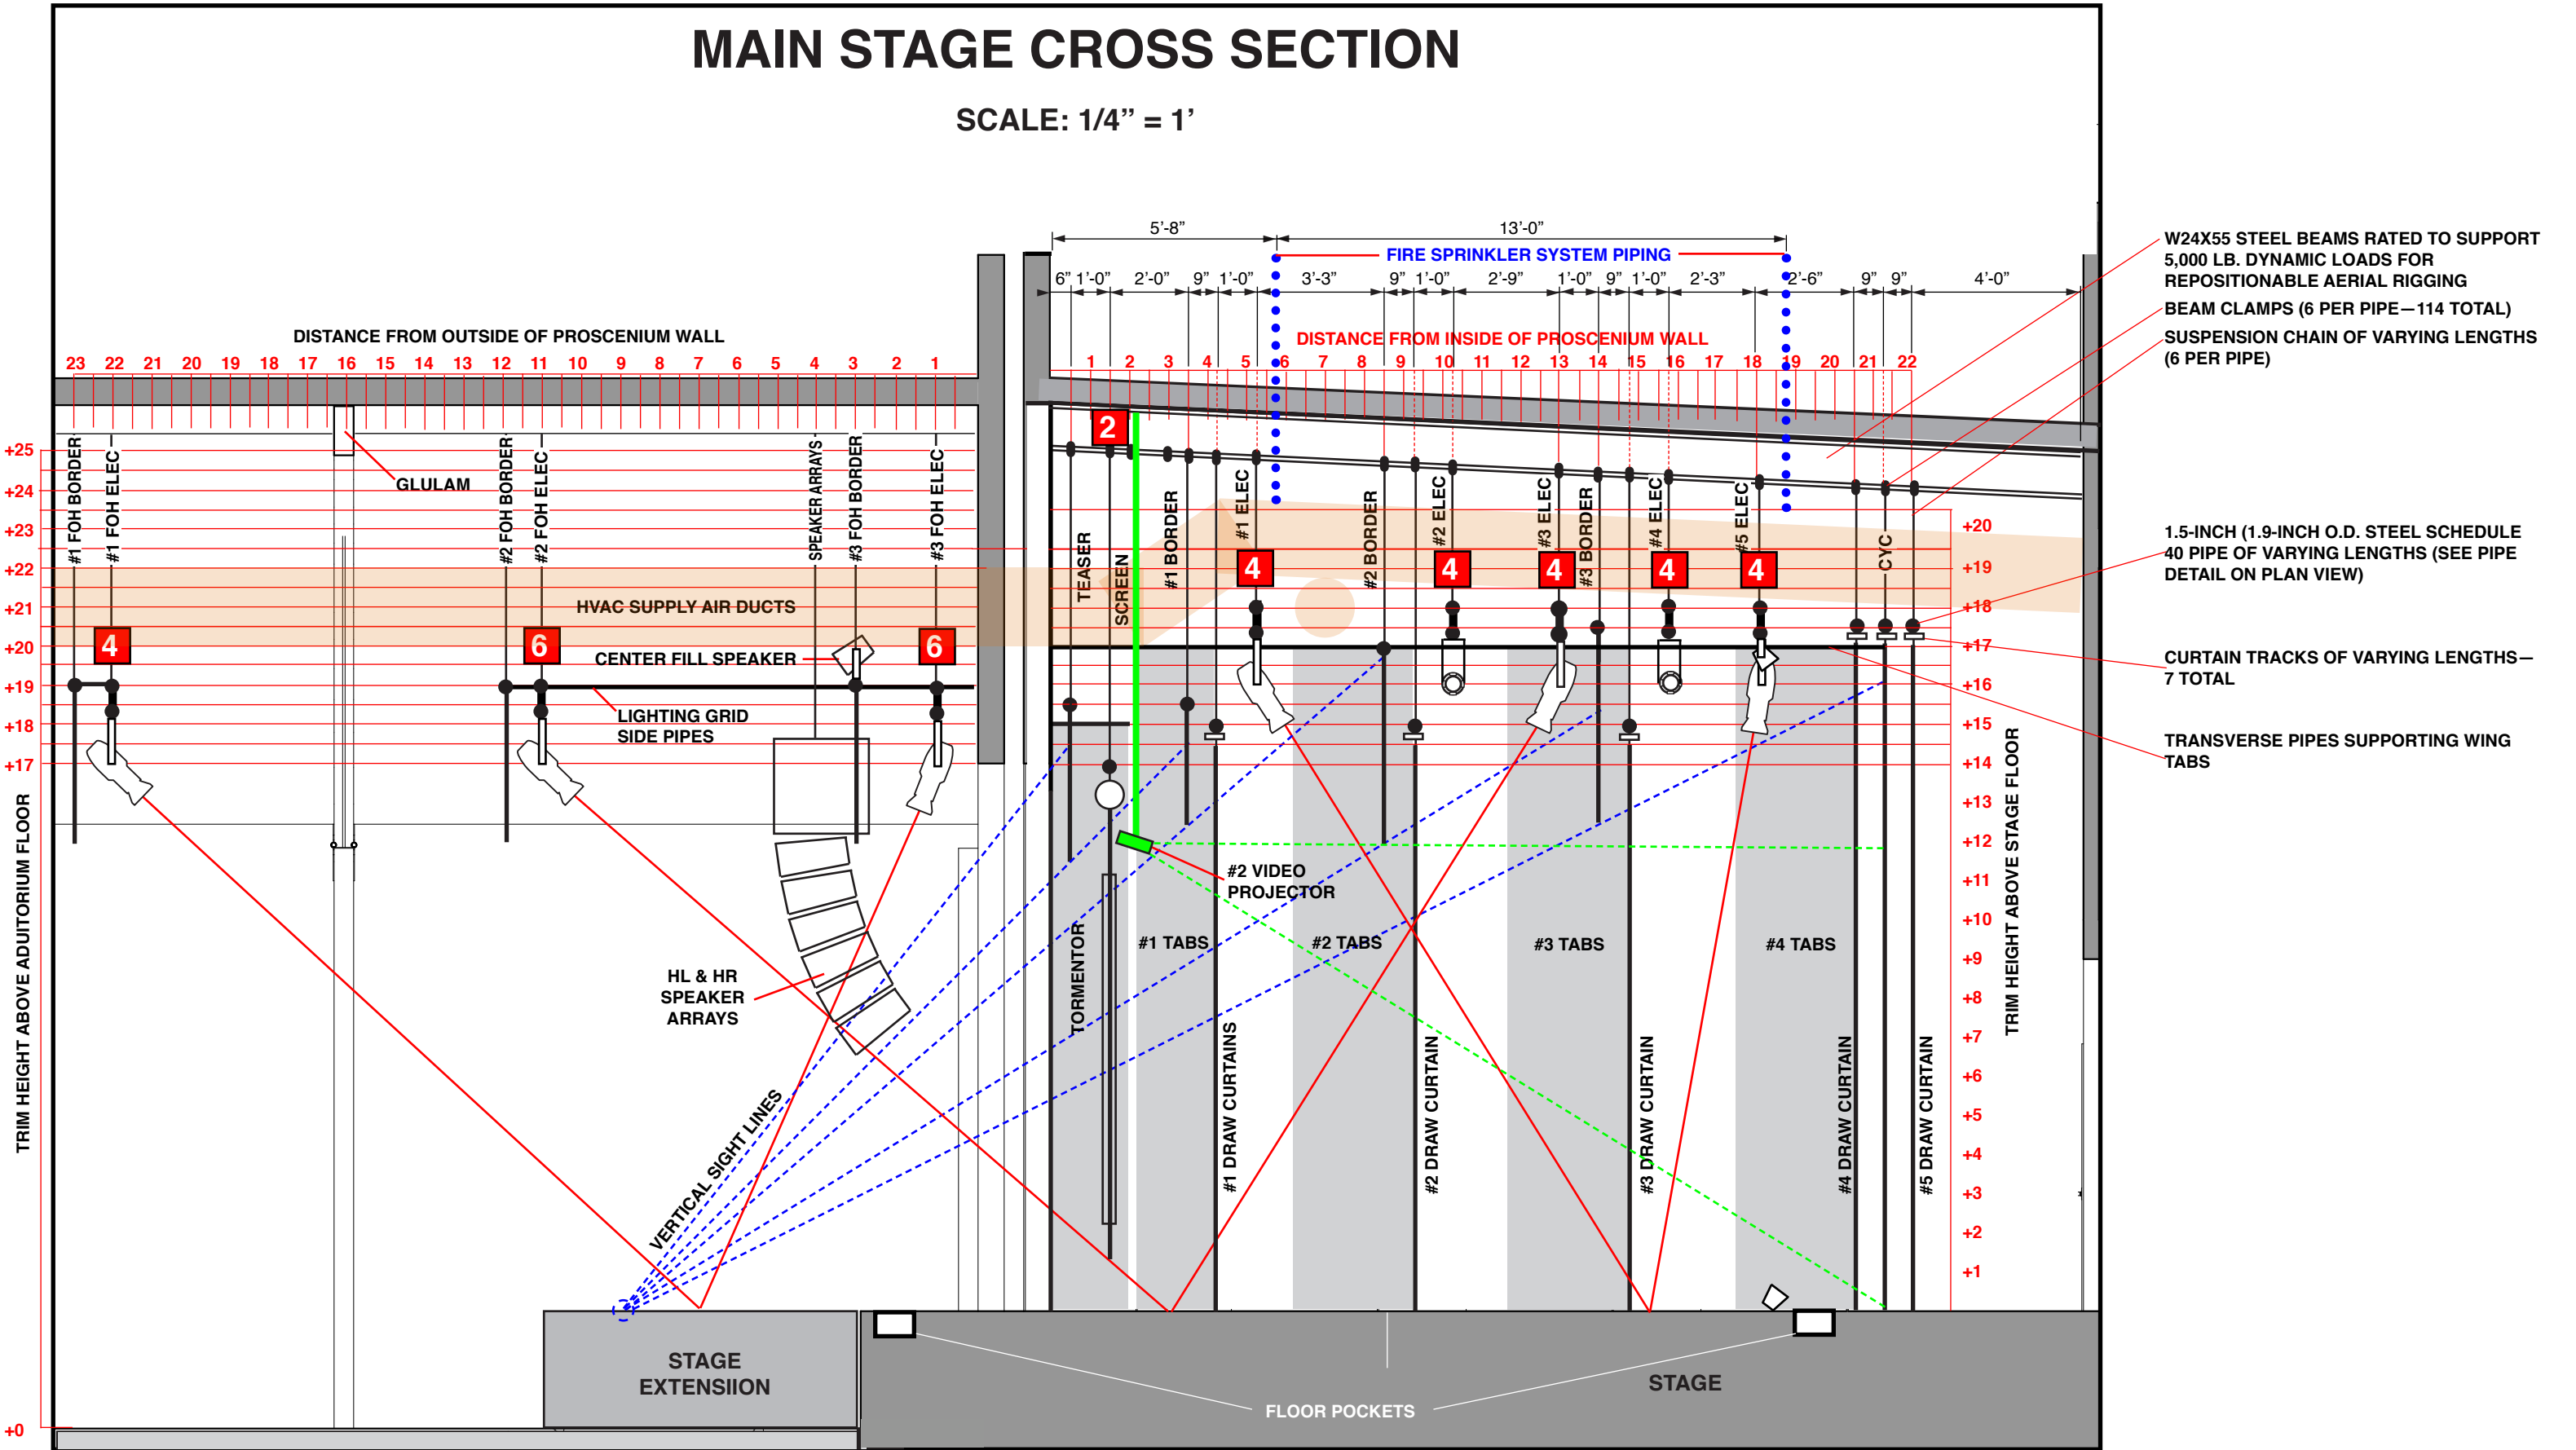 MAIN STAGE CROSS SECTION
SCALE: 1/4” = 1’
5’-8”
13’-0”
FIRE SPRINKLER SYSTEM PIPING
6” 1’-0” 2’-0” 9” 1’-0” 3’-3” 9” 1’-0” 2’-9” 1’-0” 9” 1’-0” 2’-3” 2’-6” 9” 9” 4’-0”
DISTANCE FROM OUTSIDE OF PROSCENIUM WALL
23 22 21 20 19 18 17 16 15 14 13 12 11 10 9 8 7 6 5 4 3 2 1
DISTANCE FROM INSIDE OF PROSCENIUM WALL
1 2 3 4 5 6 7 8 9 10 11 12 13 14 15 16 17 18 19 20 21 22
W24X55 STEEL BEAMS RATED TO SUPPORT
5,000 LB. DYNAMIC LOADS FOR
REPOSITIONABLE AERIAL RIGGING
BEAM CLAMPS (6 PER PIPE—114 TOTAL)
SUSPENSION CHAIN OF VARYING LENGTHS
(6 PER PIPE)
1.5-INCH (1.9-INCH O.D. STEEL SCHEDULE
40 PIPE OF VARYING LENGTHS (SEE PIPE
DETAIL ON PLAN VIEW)
CURTAIN TRACKS OF VARYING LENGTHS—
7 TOTAL
TRANSVERSE PIPES SUPPORTING WING
TABS
+25
+24
+23
+22
+21
+20
+19
+18
+17
+0
TRIM HEIGHT ABOVE ADUITORIUM FLOOR
#1 FOH BORDER
#1 FOH ELEC
GLULAM
#2 FOH BORDER
#2 FOH ELEC
SPEAKER ARRAYS
#3 FOH BORDER
#3 FOH ELEC
HVAC SUPPLY AIR DUCTS
4
6
6
CENTER FILL SPEAKER
LIGHTING GRID
SIDE PIPES
HL & HR
SPEAKER
ARRAYS
VERTICAL SIGHT LINES
2
TEASER
SCREEN
#1 BORDER
#1 ELEC
#2 BORDER
#2 ELEC
#3 ELEC
#3 BORDER
#4 ELEC
#5 ELEC
CYC
4
4
4
4
4
#2 VIDEO
PROJECTOR
TORMENTOR
#1 TABS
#2 TABS
#3 TABS
#4 TABS
#1 DRAW CURTAINS
#2 DRAW CURTAIN
#3 DRAW CURTAIN
#4 DRAW CURTAIN
#5 DRAW CURTAIN
+20
+19
+18
+17
+16
+15
+14
+13
+12
+11
+10
+9
+8
+7
+6
+5
+4
+3
+2
+1
TRIM HEIGHT ABOVE STAGE FLOOR
STAGE
EXTENSIION
STAGE
FLOOR POCKETS